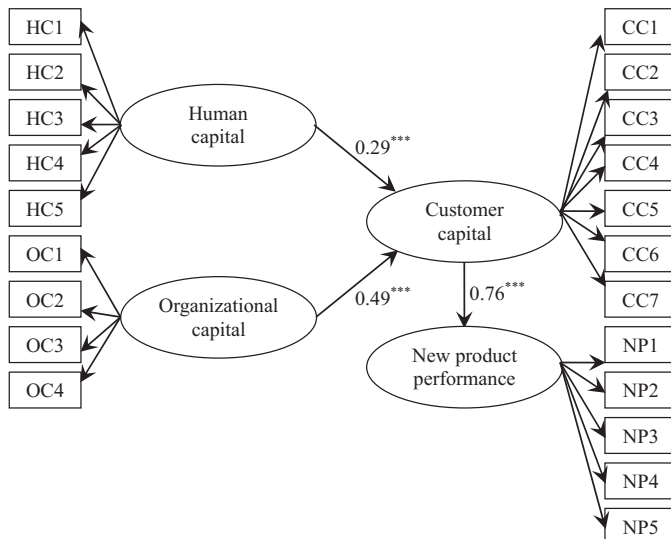 HC1
HC2
HC3
HC4
HC5
OC1
OC2
OC3
OC4
Human
capital
Organizational
capital
0.29***
0.49***
Customer
capital
0.76***
New product
performance
CC1
CC2
CC3
CC4
CC5
CC6
CC7
NP1
NP2
NP3
NP4
NP5